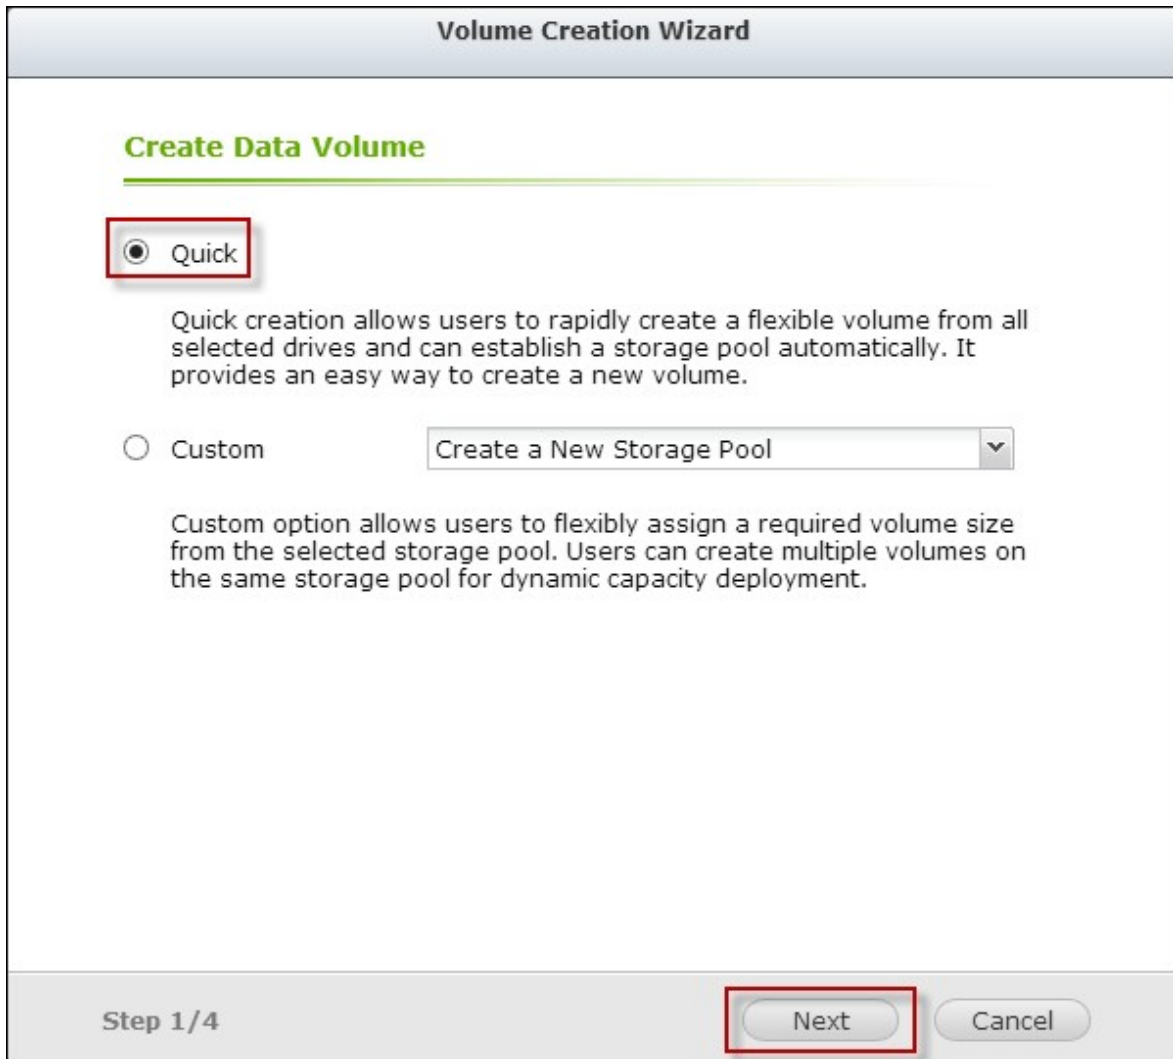 Volume Creation Wizard
Create Data Volume
Quick
Quick creation allows users to rapidly create a flexible volume from all
selected drives and can establish a storage pool automatically. It
provides an easy way to create a new volume.
Custom Create a New Storage Pool
Custom option allows users to flexibly assign a required volume size
from the selected storage pool. Users can create multiple volumes on
the same storage pool for dynamic capacity deployment.
Step 1/4 Next Cancel